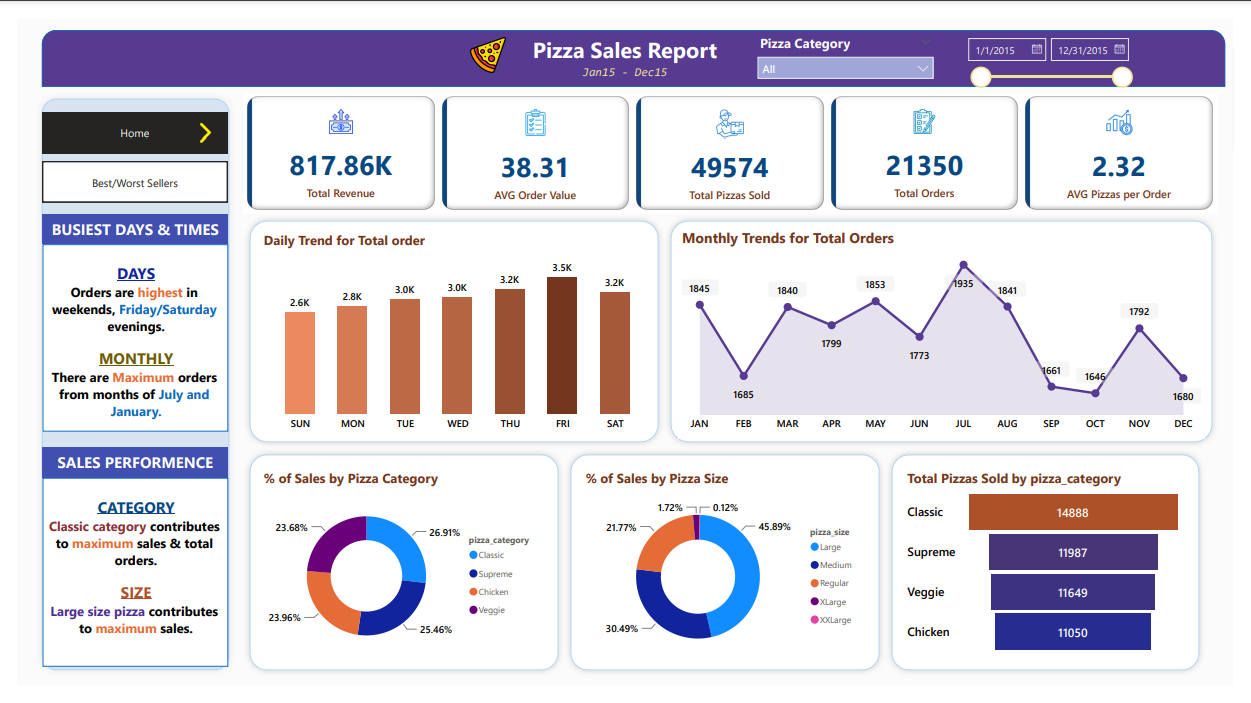 Pizza Sales Report
Jan15 - Dec15
Pizza Category
All
1/1/2015
12/31/2015
Home
Best/Worst Sellers
BUSIEST DAYS & TIMES
DAYS
Orders are highest in
weekends, Friday/Saturday
evenings.
MONTHLY
There are Maximum orders
from months of July and
January.
SALES PERFORMENCE
CATEGORY
Classic category contributes
to maximum sales & total
orders.
SIZE
Large size pizza contributes
to maximum sales.
817.86K
Total Revenue
38.31
AVG Order Value
49574
Total Pizzas Sold
21350
Total Orders
2.32
AVG Pizzas per Order
Daily Trend for Total order
2.6K
2.8K
3.0K
3.0K
3.2K
3.5K
3.2K
SUN
MON
TUE
WED
THU
FRI
SAT
Monthly Trends for Total Orders
1845
1685
1840
1799
1853
1773
1935
1841
1661
1646
1792
1680
JAN
FEB
MAR
APR
MAY
JUN
JUL
AUG
SEP
OCT
NOV
DEC
% of Sales by Pizza Category
23.68%
26.91%
23.96%
25.46%
pizza_category
Classic
Supreme
Chicken
Veggie
% of Sales by Pizza Size
1.72%
0.12%
21.77%
45.89%
30.49%
pizza_size
Large
Medium
Regular
XLarge
XXLarge
Total Pizzas Sold by pizza_category
Classic 14888
Supreme 11987
Veggie 11649
Chicken 11050